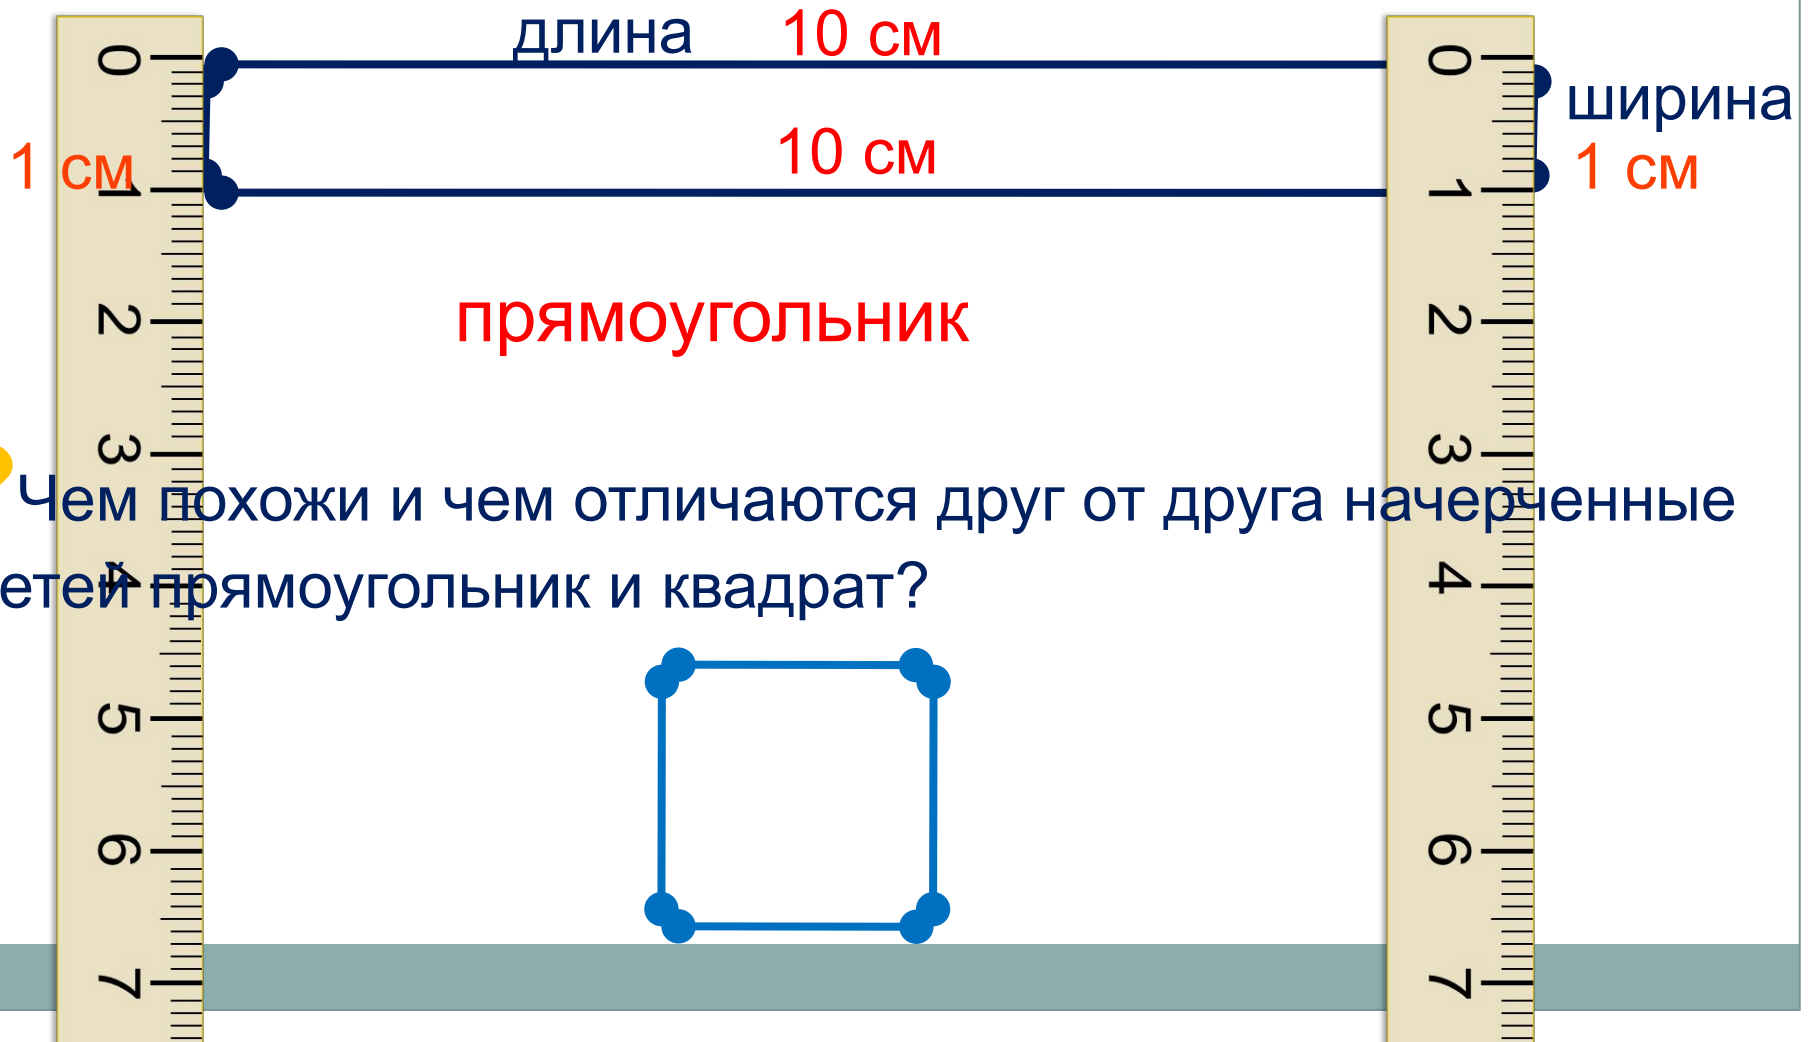 длина 10 см
ширина
10 см
1 см
1 см
прямоугольник
Чем похожи и чем отличаются друг от друга начерченные
етей прямоугольник и квадрат?
0
1
2
3
4
5
6
7
0
1
2
3
4
5
6
7